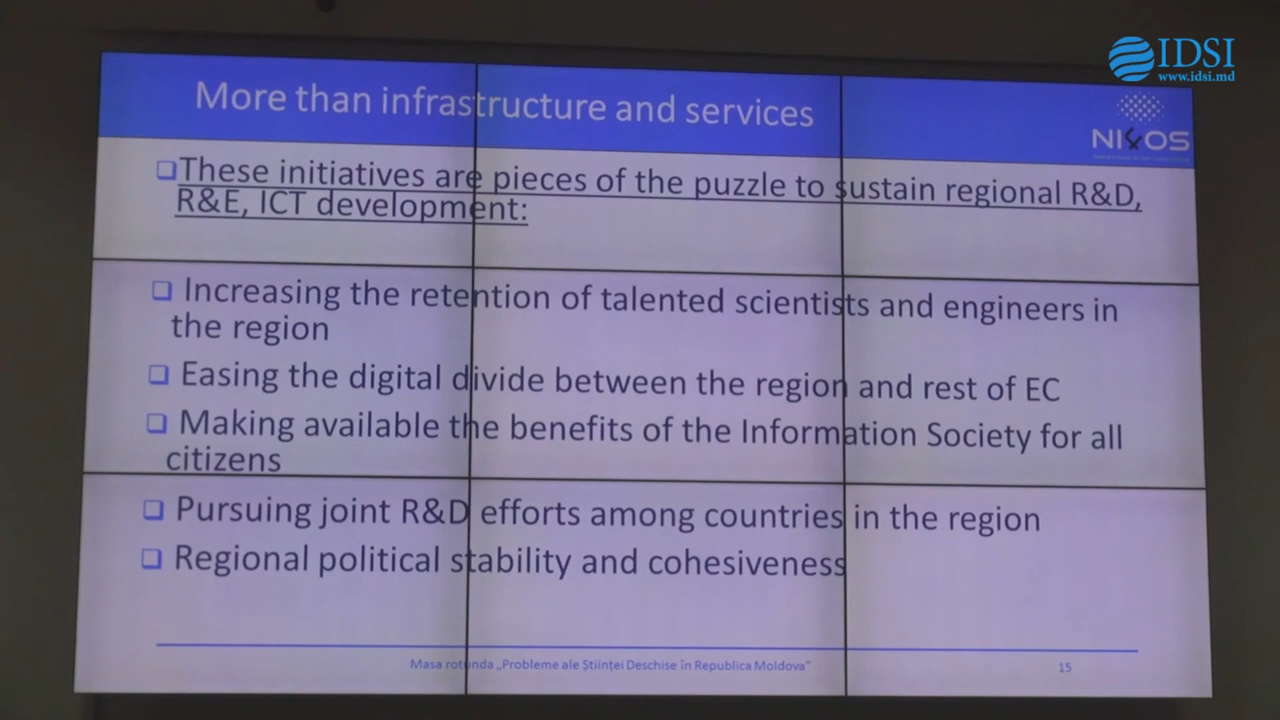 IDSI
www.idsi.md
More than infrastructure and services
NI4OS
These initiatives are pieces of the puzzle to sustain regional R&D,
R&E, ICT development:
Increasing the retention of talented scientists and engineers in
the region
Easing the digital divide between the region and rest of EC
Making available the benefits of the Information Society for all
citizens
Pursuing joint R&D efforts among countries in the region
Regional political stability and cohesiveness
Masa rotunda „Probleme ale Științei Deschise în Republica Moldova”
15